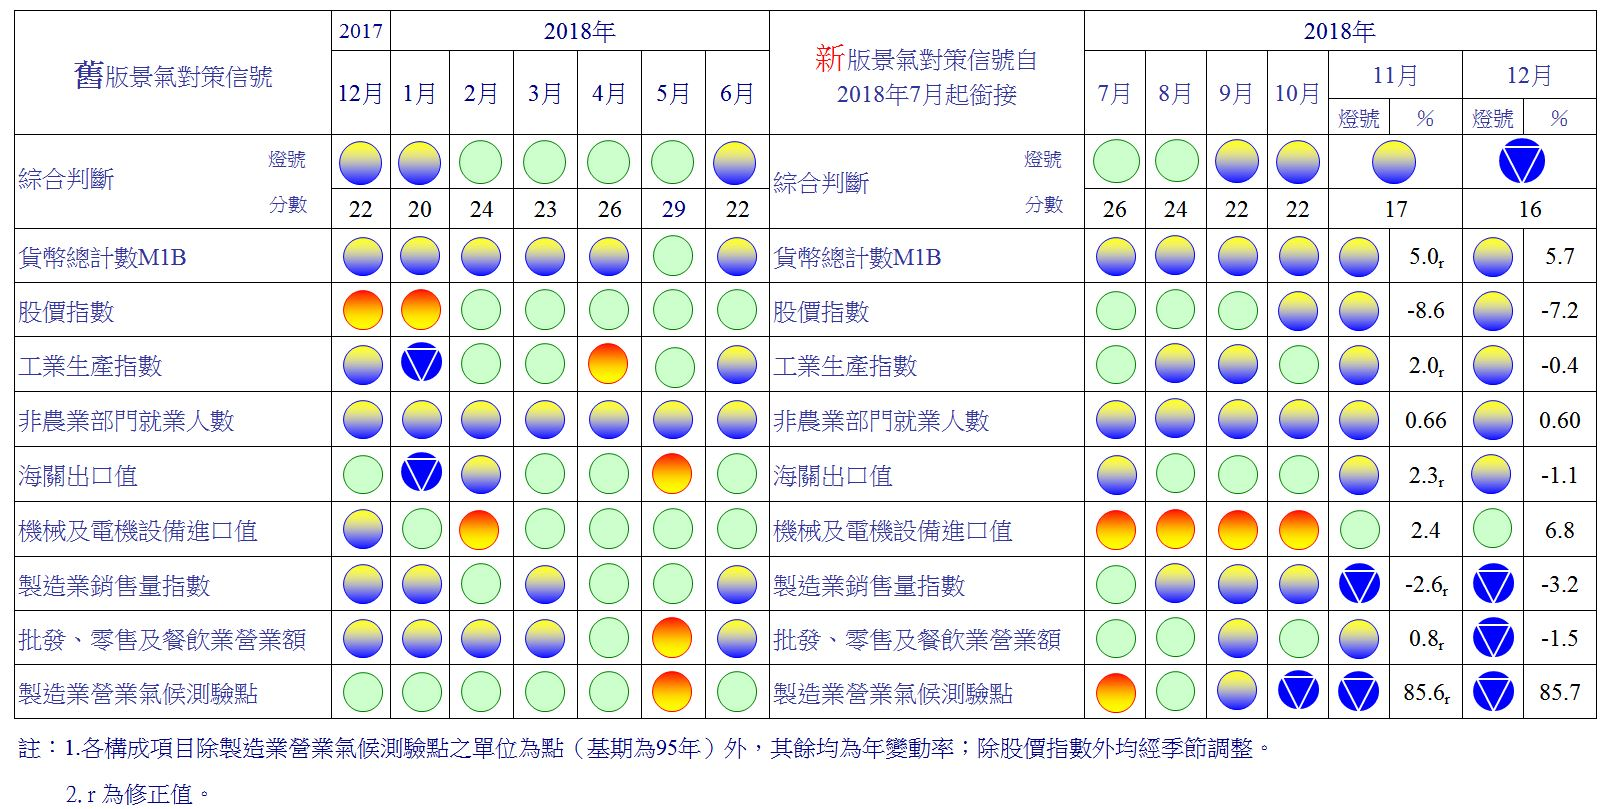 舊版景氣對策信號 2017 2018年 新版景氣對策信號自2018年7月起銜接 2018年
12月 1月 2月 3月 4月 5月 6月 7月 8月 9月 10月 11月 12月
燈號 % 燈號 %
綜合判斷 燈號 綜合判斷 燈號
分數 22 20 24 23 26 29 22 分數 26 24 22 22 17 16
貨幣總計數M1B 貨幣總計數M1B 5.0r 5.7
股價指數 股價指數 -8.6 -7.2
工業生產指數 工業生產指數 2.0r -0.4
非農業部門就業人數 非農業部門就業人數 0.66 0.60
海關出口值 海關出口值 2.3r -1.1
機械及電機設備進口值 機械及電機設備進口值 2.4 6.8
製造業銷售量指數 製造業銷售量指數 -2.6r -3.2
批發、零售及餐飲業營業額 批發、零售及餐飲業營業額 0.8r -1.5
製造業營業氣候測驗點 製造業營業氣候測驗點 85.6r 85.7
註：1.各構成項目除製造業營業氣候測驗點之單位為點（基期為95年）外，其餘均為年變動率；除股價指數外均經季節調整。
2. r 為修正值。